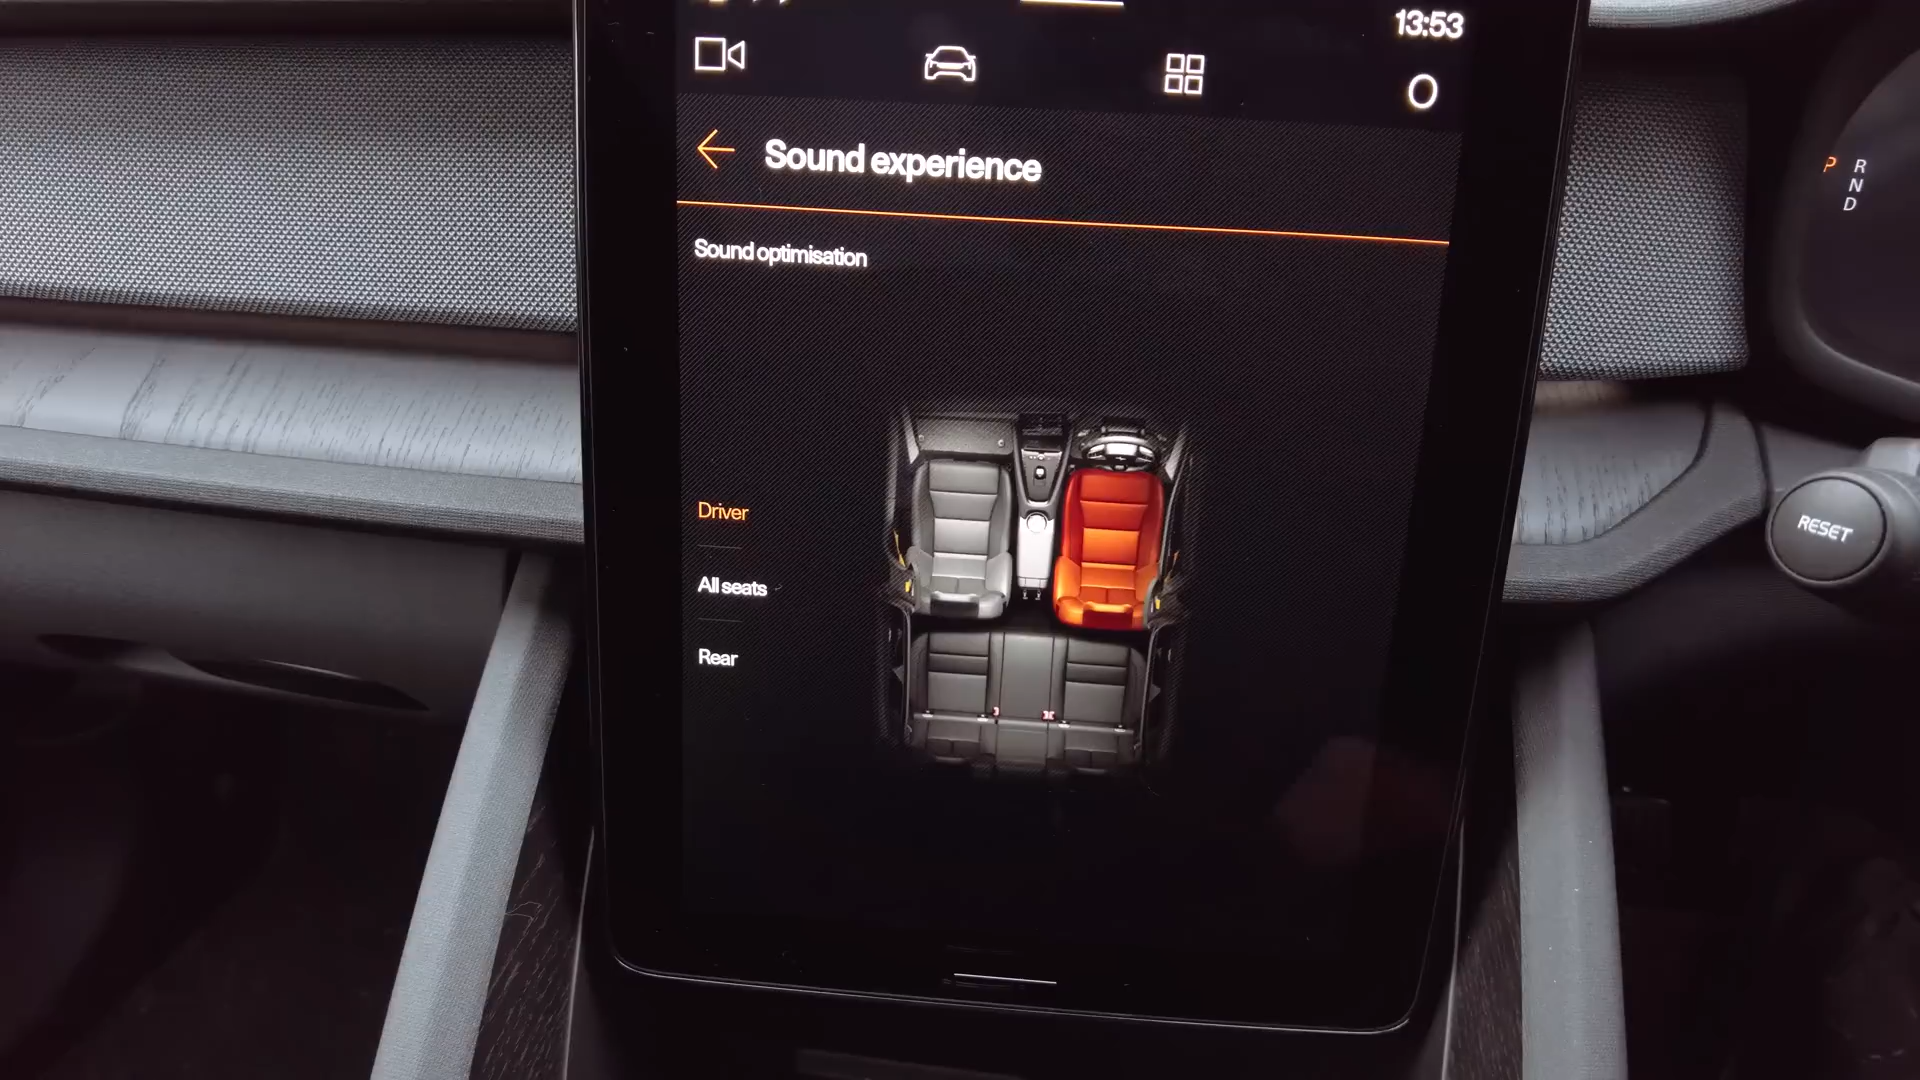 13:53
Sound experience
Sound optimisation
Driver
All seats
Rear
P R
N
D
RESET